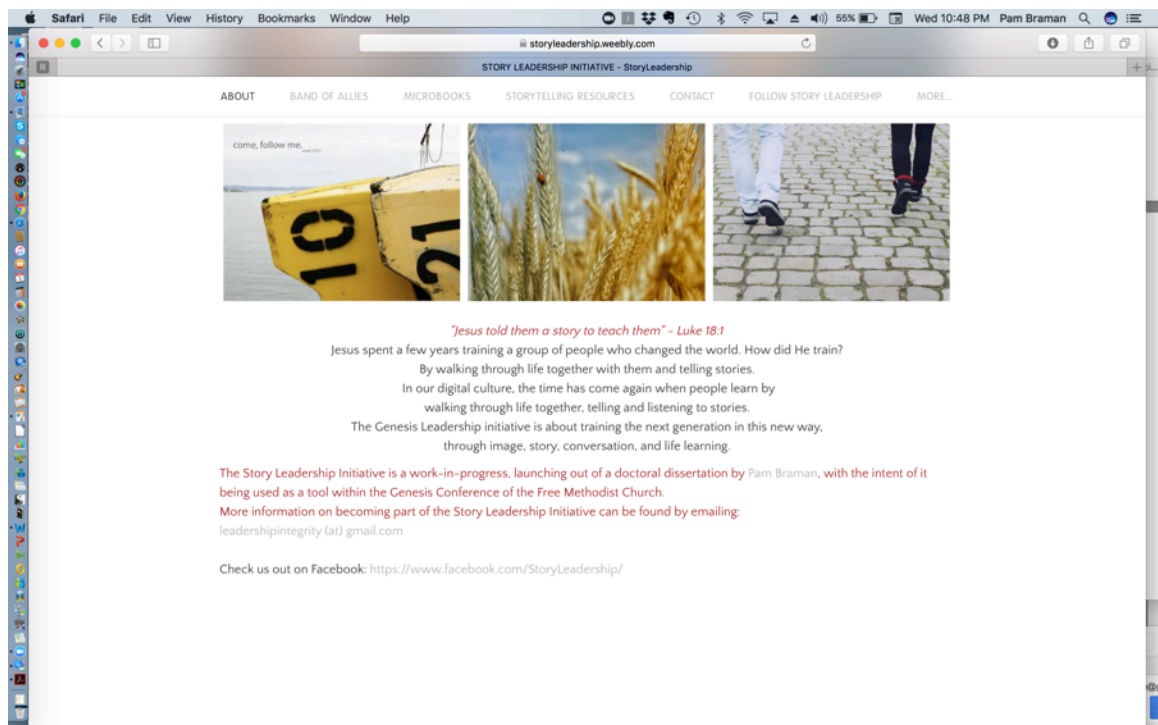 Safari File Edit View History Bookmarks Window Help 55% Wed 10:48 PM Pam Braman
storyleadership.weebly.com
R STORY LEADERSHIP INITIATIVE - StoryLeadership
ABOUT BAND OF ALLIES MICROBOOKS STORYTELLING RESOURCES CONTACT FOLLOW STORY LEADERSHIP MORE...
come, follow me.
10 21
"Jesus told them a story to teach them" - Luke 18:1
Jesus spent a few years training a group of people who changed the world. How did He train?
By walking through life together with them and telling stories.
In our digital culture, the time has come again when people learn by
walking through life together, telling and listening to stories.
The Genesis Leadership initiative is about training the next generation in this new way,
through image, story, conversation, and life learning.
The Story Leadership Initiative is a work-in-progress, launching out of a doctoral dissertation by Pam Braman, with the intent of it
being used as a tool within the Genesis Conference of the Free Methodist Church.
More information on becoming part of the Story Leadership Initiative can be found by emailing:
leadershipintegrity (at) gmail.com
Check us out on Facebook: https://www.facebook.com/StoryLeadership/